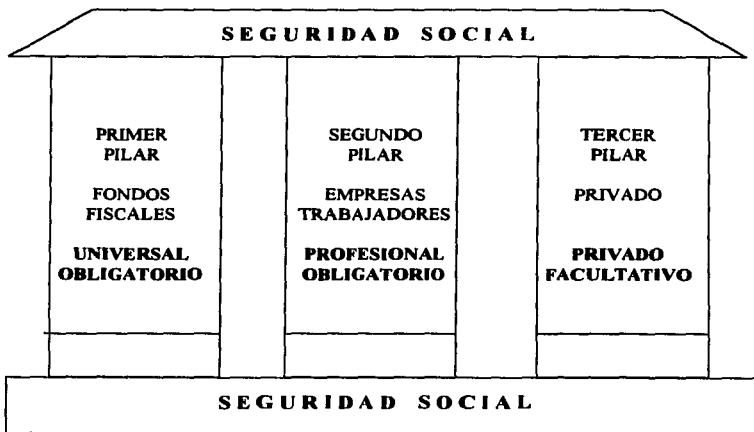 SEGURIDAD SOCIAL
PRIMER
PILAR
FONDOS
FISCALES
UNIVERSAL
OBLIGATORIO
SEGUNDO
PILAR
EMPRESAS
TRABAJADORES
PROFESIONAL
OBLIGATORIO
TERCER
PILAR
PRIVADO
PRIVADO
FACULTATIVO
SEGURIDAD SOCIAL